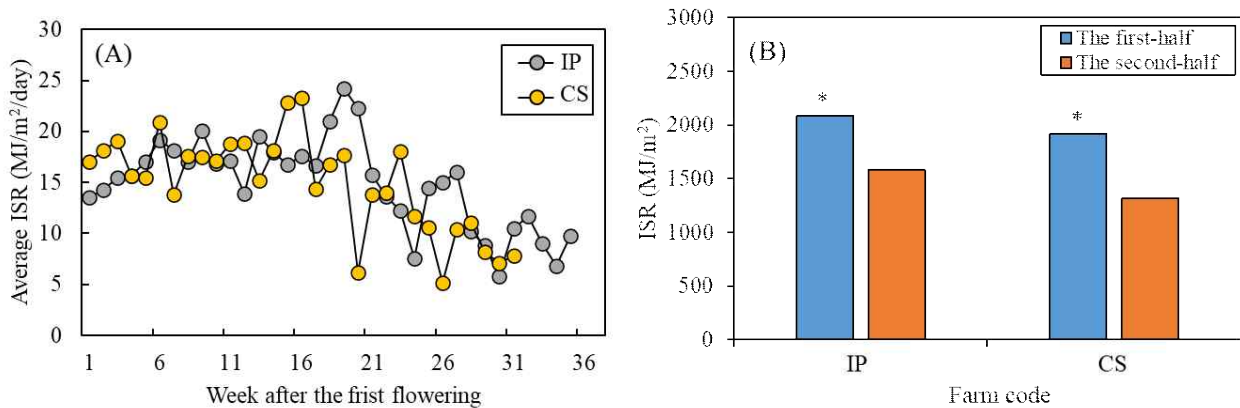 (A)
IP
CS
Average ISR (MJ/m²/day)
30
25
20
15
10
5
0
1 6 11 16 21 26 31 36
Week after the frist flowering
(B)
The first-half
The second-half
ISR (MJ/m²)
3000
2500
2000
1500
1000
500
0
* *
IP CS
Farm code